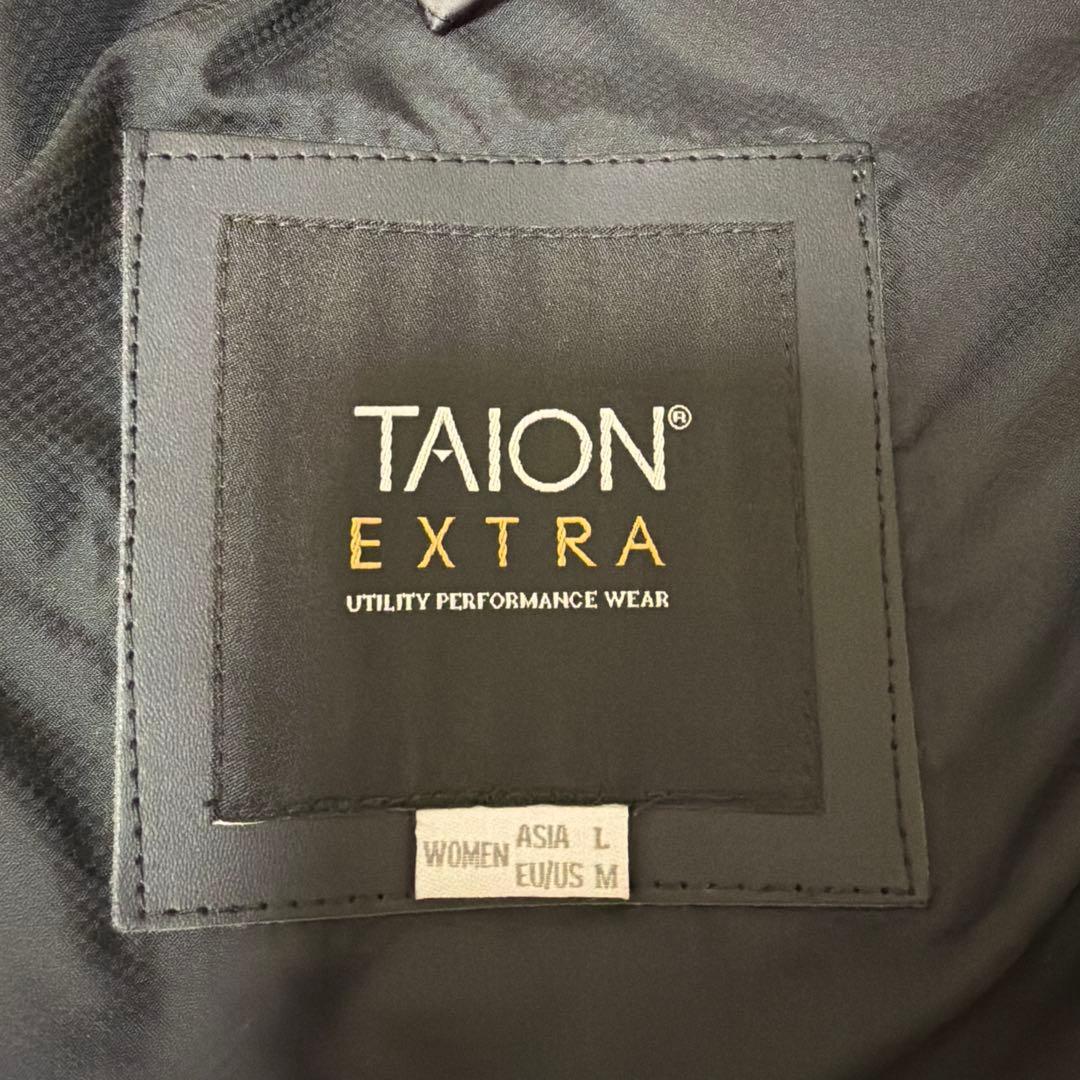 TAION®
EXTRA
UTILITY PERFORMANCE WEAR
WOMEN ASIA L
EU/US M